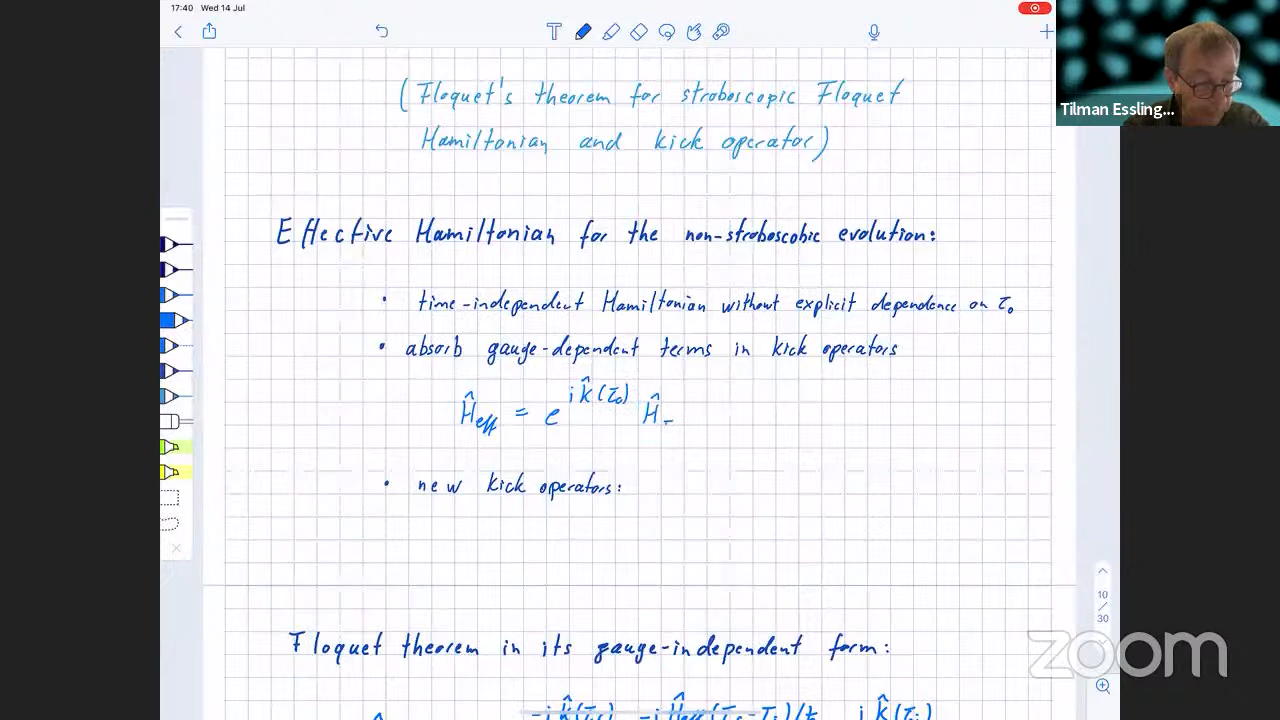 17:40 Wed 14 Jul
(Floquet's theorem for stroboscopic Floquet
Hamiltonian and kick operator)
Tilman Essling...
Effective Hamiltonian for the non-stroboscobic evolution:
• time-independent Hamiltonian without explicit dependence on τ₀
• absorb gauge-dependent terms in kick operators
Ĥ_eff = e^{i K̂(τ₀)} Ĥ_
• new kick operators:
10
/
30
Floquet theorem in its gauge-independent form:
zoom